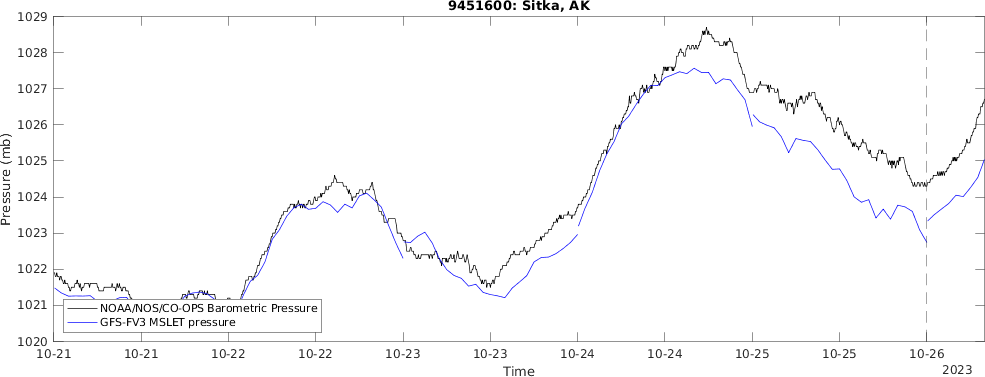 9451600: Sitka, AK
1029
1028
1027
1026
1025
1024
1023
1022
1021
1020
Pressure (mb)
NOAA/NOS/CO-OPS Barometric Pressure
GFS-FV3 MSLET pressure
10-21 10-21 10-22 10-22 10-23 10-23 10-24 10-24 10-25 10-25 10-26
Time
2023